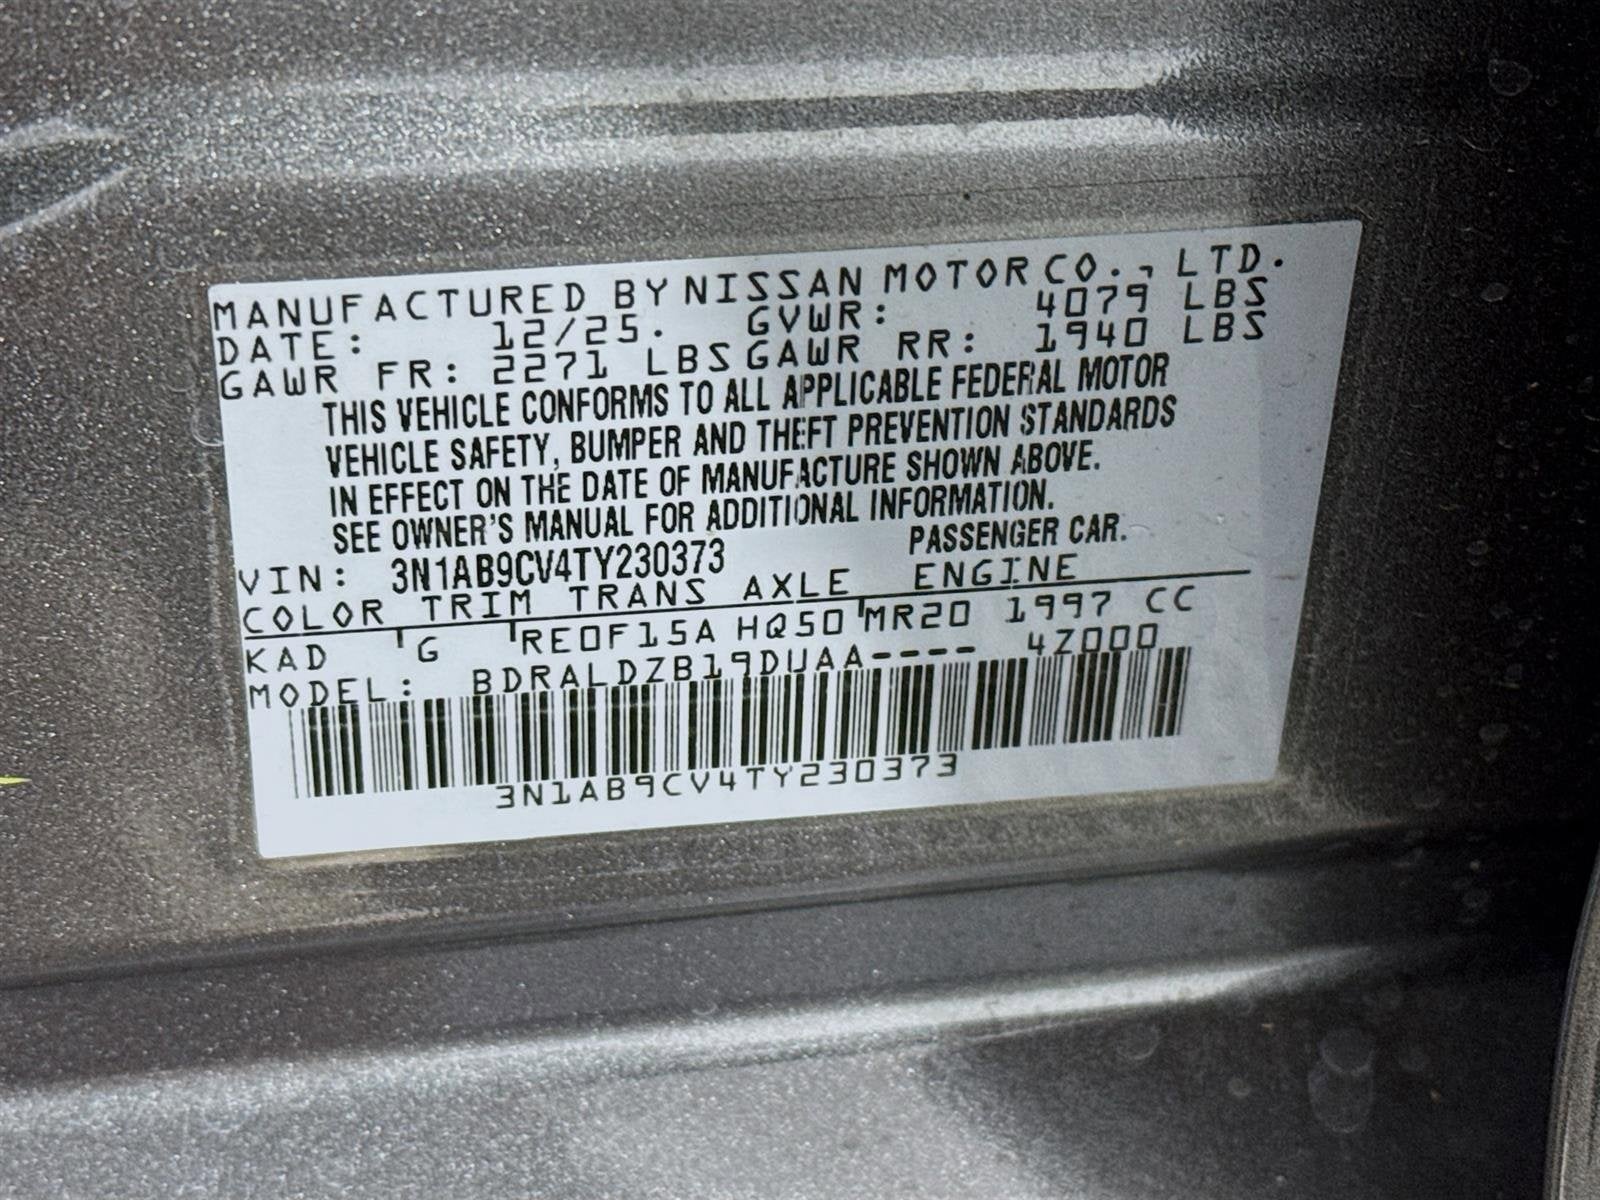 MANUFACTURED BY NISSAN MOTOR CO., LTD.
DATE: 12/25. GVWR: 4079 LBS
GAWR FR: 2271 LBS GAWR RR: 1940 LBS
THIS VEHICLE CONFORMS TO ALL APPLICABLE FEDERAL MOTOR
VEHICLE SAFETY, BUMPER AND THEFT PREVENTION STANDARDS
IN EFFECT ON THE DATE OF MANUFACTURE SHOWN ABOVE.
SEE OWNER'S MANUAL FOR ADDITIONAL INFORMATION.
VIN: 3N1AB9CV4TY230373 PASSENGER CAR.
COLOR TRIM TRANS AXLE ENGINE
KAD G RE0F15A HQ50 MR20 1997 CC
MODEL: BDRALDZB19DUAA---- 4Z000
3N1AB9CV4TY230373